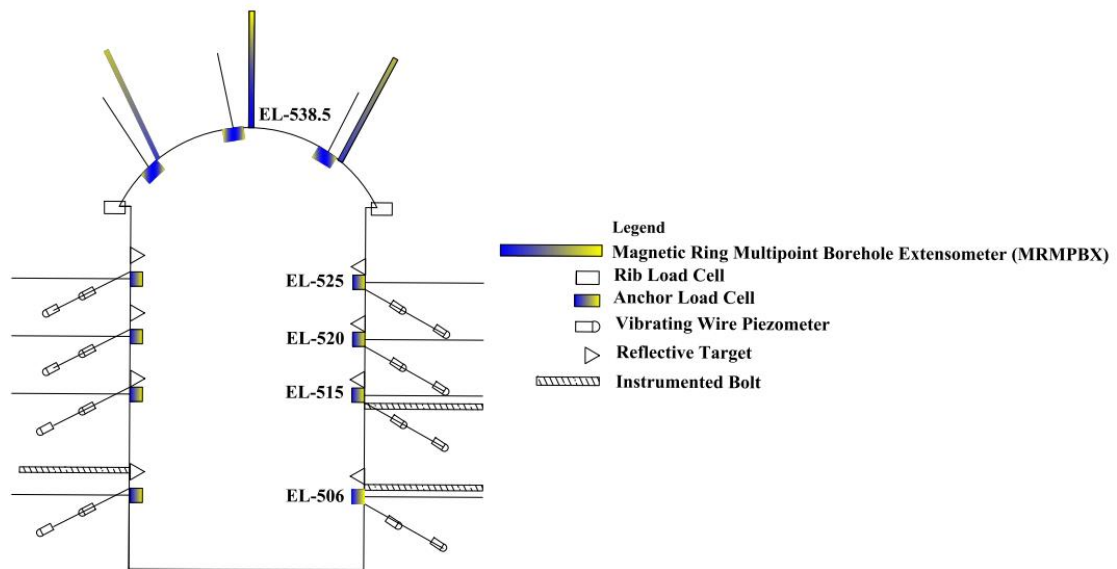 EL-538.5
EL-525
EL-520
EL-515
EL-506
Legend
Magnetic Ring Multipoint Borehole Extensometer (MRMPBX)
Rib Load Cell
Anchor Load Cell
Vibrating Wire Piezometer
Reflective Target
Instrumented Bolt